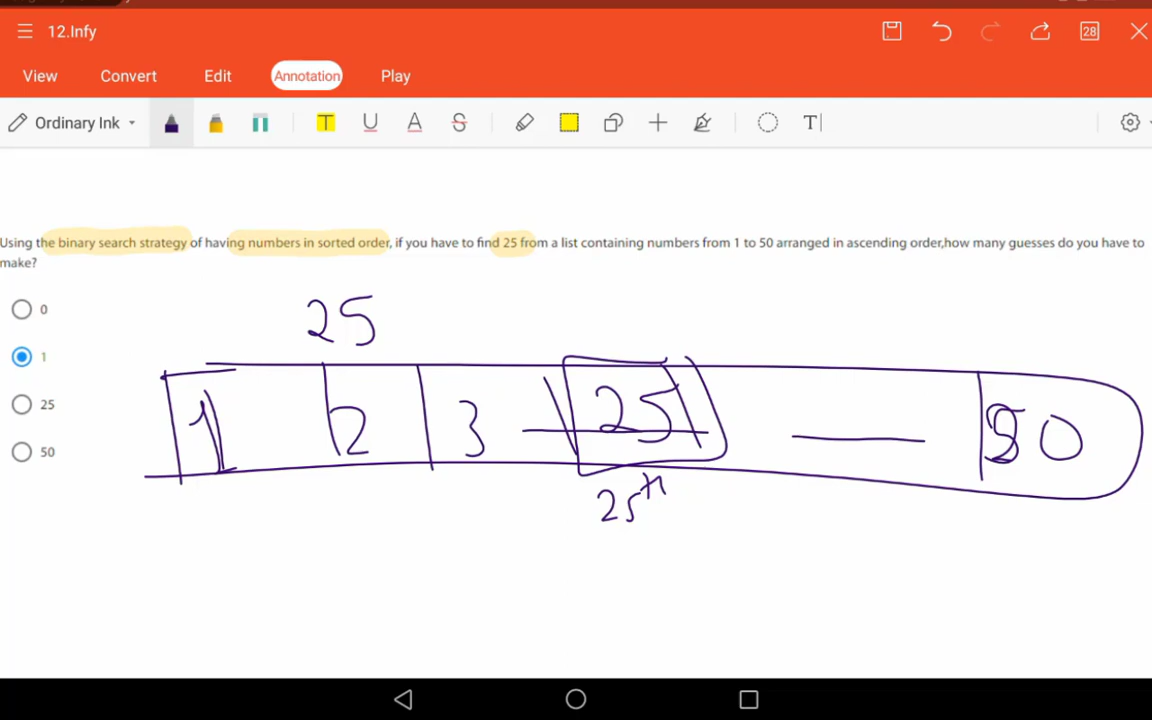 12.Infy
28
View Convert Edit Annotation Play
Ordinary Ink T U A S T
Using the binary search strategy of having numbers in sorted order, if you have to find 25 from a list containing numbers from 1 to 50 arranged in ascending order,how many guesses do you have to
make?
0
25
1
1 2 3 25 50
25
50
25th